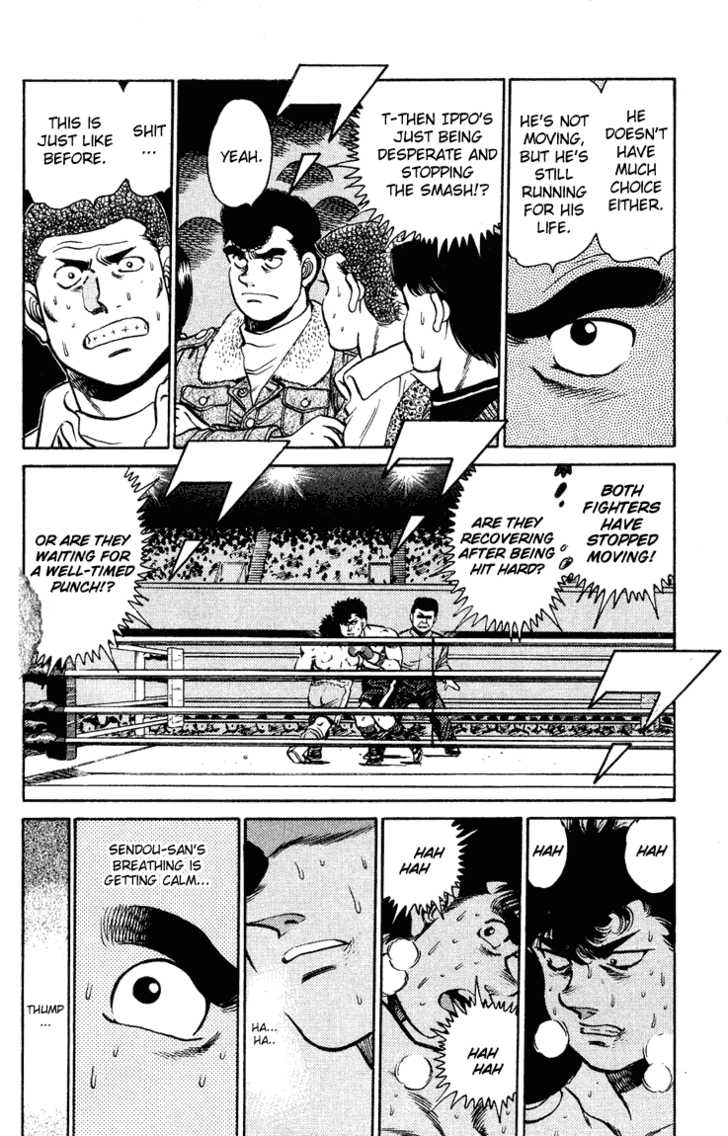 HE
DOESN'T
HAVE
MUCH
CHOICE
EITHER.
HE'S NOT
MOVING,
BUT HE'S
STILL
RUNNING
FOR HIS
LIFE.
T-THEN IPPO'S
JUST BEING
DESPERATE AND
STOPPING
THE SMASH!?
YEAH.
SHIT
...
THIS IS
JUST LIKE
BEFORE.
BOTH
FIGHTERS
HAVE
STOPPED
MOVING!
ARE THEY
RECOVERING
AFTER BEING
HIT HARD?
OR ARE THEY
WAITING FOR
A WELL-TIMED
PUNCH!?
HAH
HAH
HAH
HAH
HAH
HAH
HA...
HA..
SENDOU-SAN'S
BREATHING IS
GETTING CALM...
THUMP
...